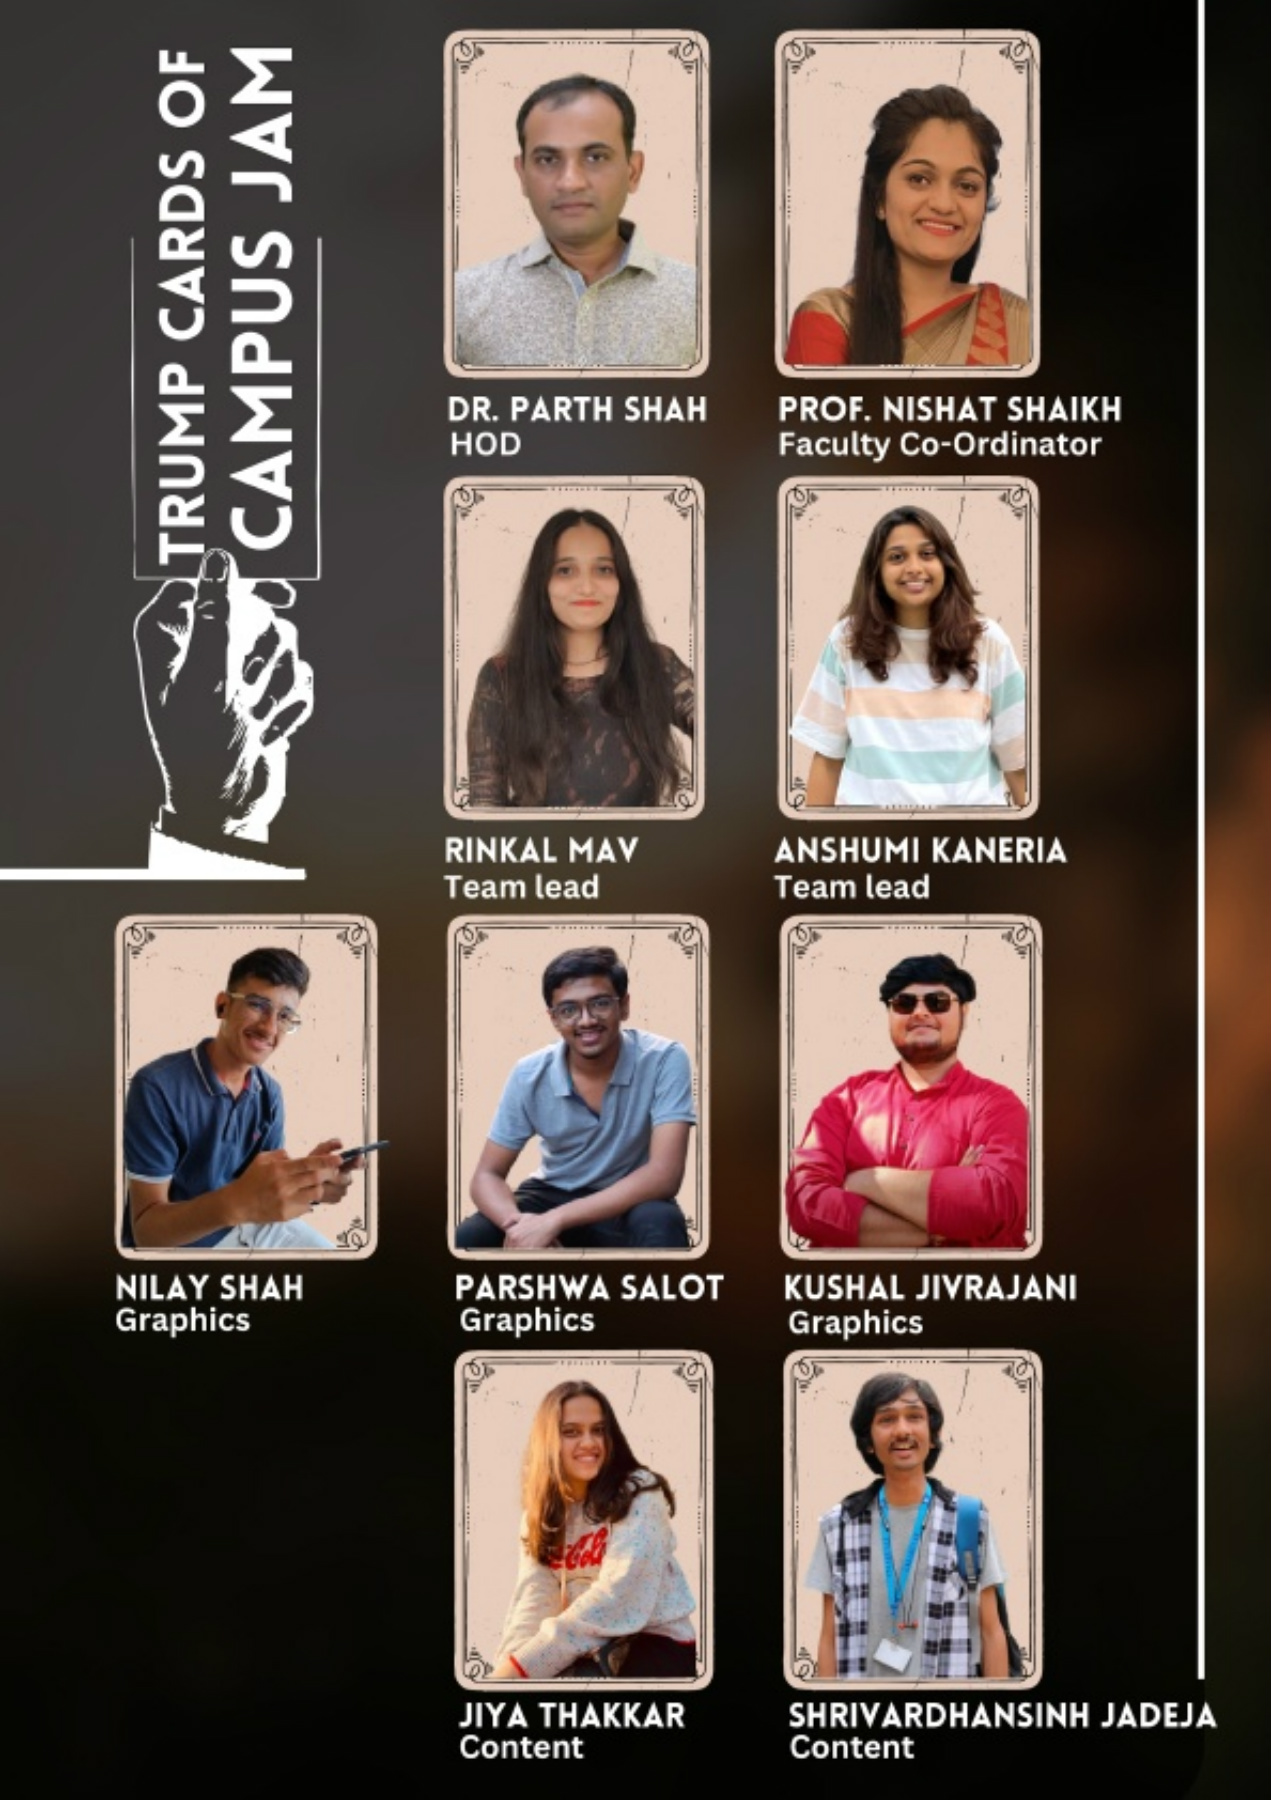 TRUMP CARDS OF
CAMPUS JAM
DR. PARTH SHAH
HOD
PROF. NISHAT SHAIKH
Faculty Co-Ordinator
RINKAL MAV
Team lead
ANSHUMI KANERIA
Team lead
NILAY SHAH
Graphics
PARSHWA SALOT
Graphics
KUSHAL JIVRAJANI
Graphics
JIYA THAKKAR
Content
SHRIVARDHANSINH JADEJA
Content